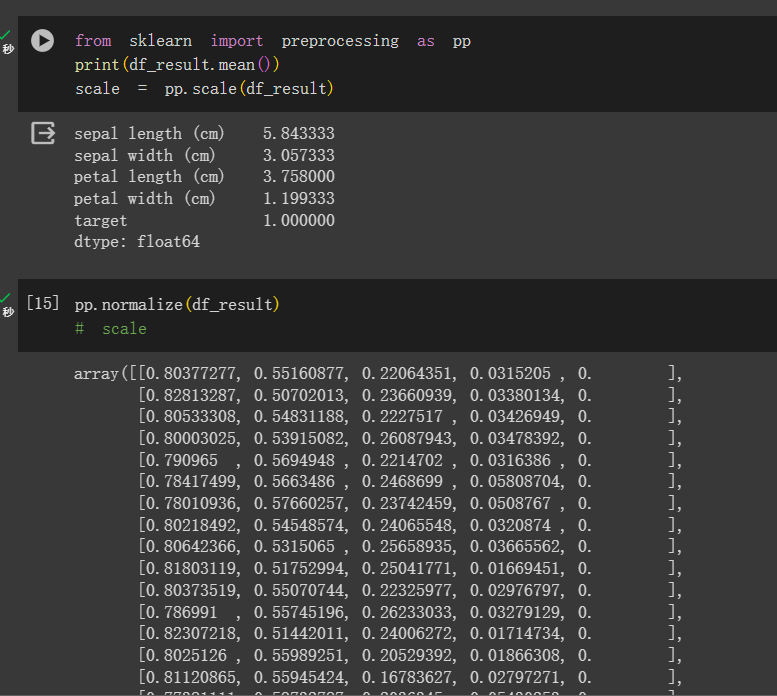 秒
from sklearn import preprocessing as pp
print(df_result.mean())
scale = pp.scale(df_result)
sepal length (cm)    5.843333
sepal width (cm)     3.057333
petal length (cm)    3.758000
petal width (cm)     1.199333
target               1.000000
dtype: float64
秒
[15] pp.normalize(df_result)
# scale
array([[0.80377277, 0.55160877, 0.22064351, 0.0315205 , 0.        ],
[0.82813287, 0.50702013, 0.23660939, 0.03380134, 0.        ],
[0.80533308, 0.54831188, 0.2227517 , 0.03426949, 0.        ],
[0.80003025, 0.53915082, 0.26087943, 0.03478392, 0.        ],
[0.790965  , 0.5694948 , 0.2214702 , 0.0316386 , 0.        ],
[0.78417499, 0.5663486 , 0.2468699 , 0.05808704, 0.        ],
[0.78010936, 0.57660257, 0.23742459, 0.0508767 , 0.        ],
[0.80218492, 0.54548574, 0.24065548, 0.0320874 , 0.        ],
[0.80642366, 0.5315065 , 0.25658935, 0.03665562, 0.        ],
[0.81803119, 0.51752994, 0.25041771, 0.01669451, 0.        ],
[0.80373519, 0.55070744, 0.22325977, 0.02976797, 0.        ],
[0.786991  , 0.55745196, 0.26233033, 0.03279129, 0.        ],
[0.82307218, 0.51442011, 0.24006272, 0.01714734, 0.        ],
[0.8025126 , 0.55989251, 0.20529392, 0.01866308, 0.        ],
[0.81120865, 0.55945424, 0.16783627, 0.02797271, 0.        ],